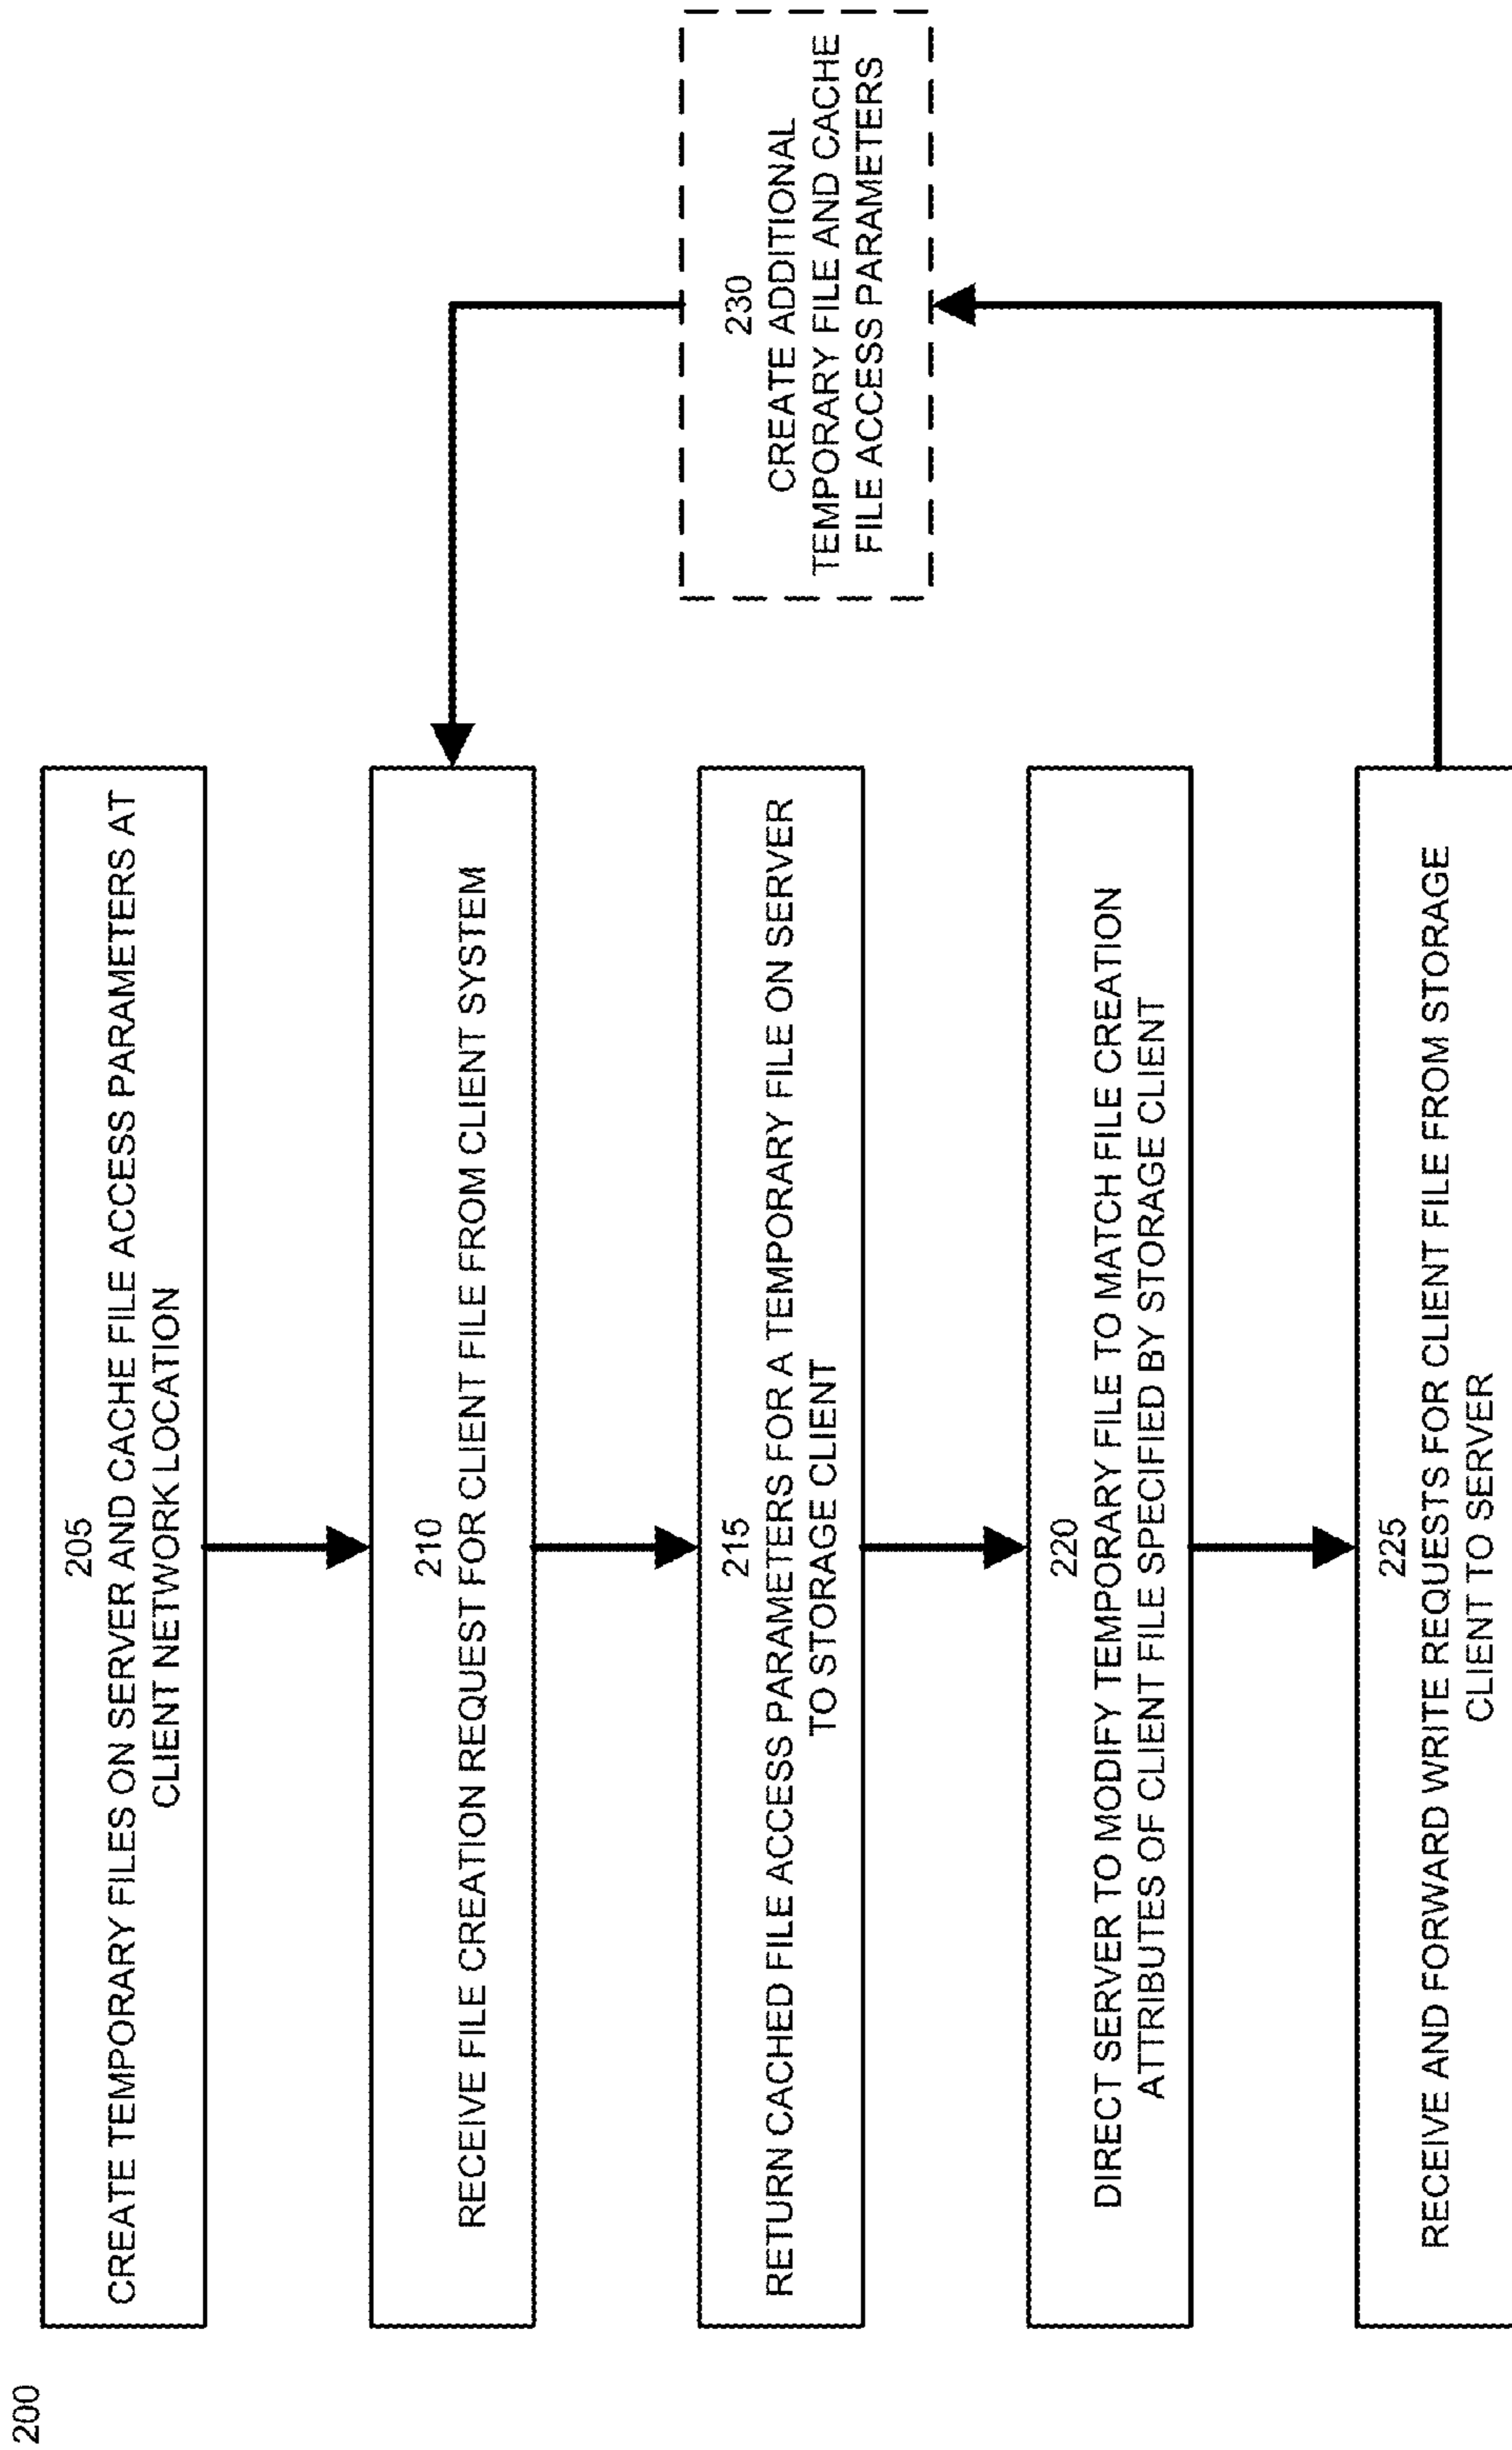 200
205
CREATE TEMPORARY FILES ON SERVER AND CACHE FILE ACCESS PARAMETERS AT
CLIENT NETWORK LOCATION
210
RECEIVE FILE CREATION REQUEST FOR CLIENT FILE FROM CLIENT SYSTEM
215
RETURN CACHED FILE ACCESS PARAMETERS FOR A TEMPORARY FILE ON SERVER
TO STORAGE CLIENT
220
DIRECT SERVER TO MODIFY TEMPORARY FILE TO MATCH FILE CREATION
ATTRIBUTES OF CLIENT FILE SPECIFIED BY STORAGE CLIENT
225
RECEIVE AND FORWARD WRITE REQUESTS FOR CLIENT FILE FROM STORAGE
CLIENT TO SERVER
230
CREATE ADDITIONAL
TEMPORARY FILE AND CACHE
FILE ACCESS PARAMETERS